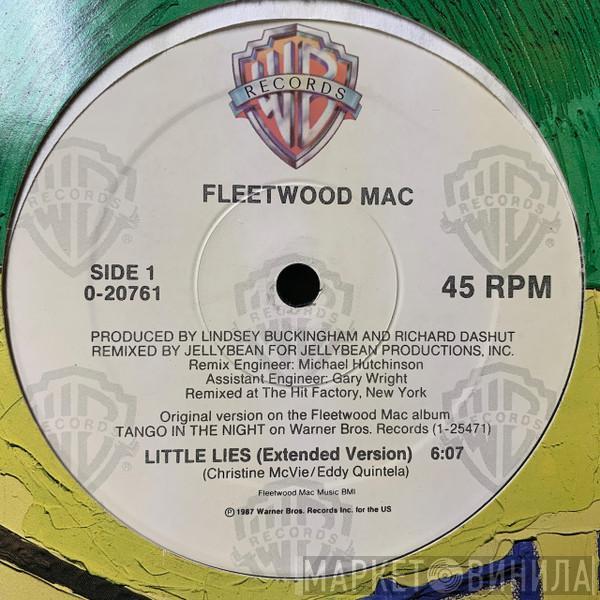 WB
RECORDS
®
FLEETWOOD MAC
SIDE 1
0-20761
45 RPM
PRODUCED BY LINDSEY BUCKINGHAM AND RICHARD DASHUT
REMIXED BY JELLYBEAN FOR JELLYBEAN PRODUCTIONS, INC.
Remix Engineer: Michael Hutchinson
Assistant Engineer: Gary Wright
Remixed at The Hit Factory, New York
Original version on the Fleetwood Mac album
TANGO IN THE NIGHT on Warner Bros. Records (1-25471)
LITTLE LIES (Extended Version) 6:07
(Christine McVie/Eddy Quintela)
Fleetwood Mac Music BMI
℗ 1987 Warner Bros. Records Inc. for the US
МАРКЕТ ВИНИЛА